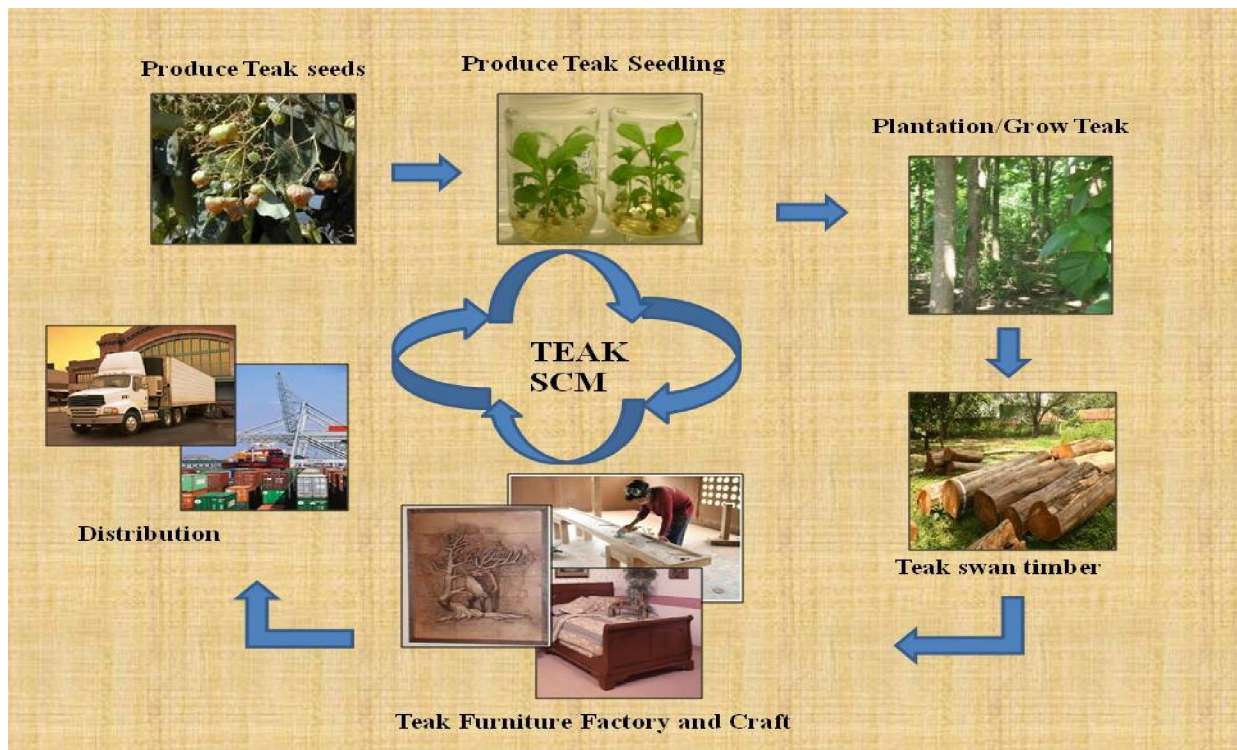 Produce Teak seeds
Produce Teak Seedling
Plantation/Grow Teak
TEAK
SCM
Distribution
Teak swan timber
Teak Furniture Factory and Craft